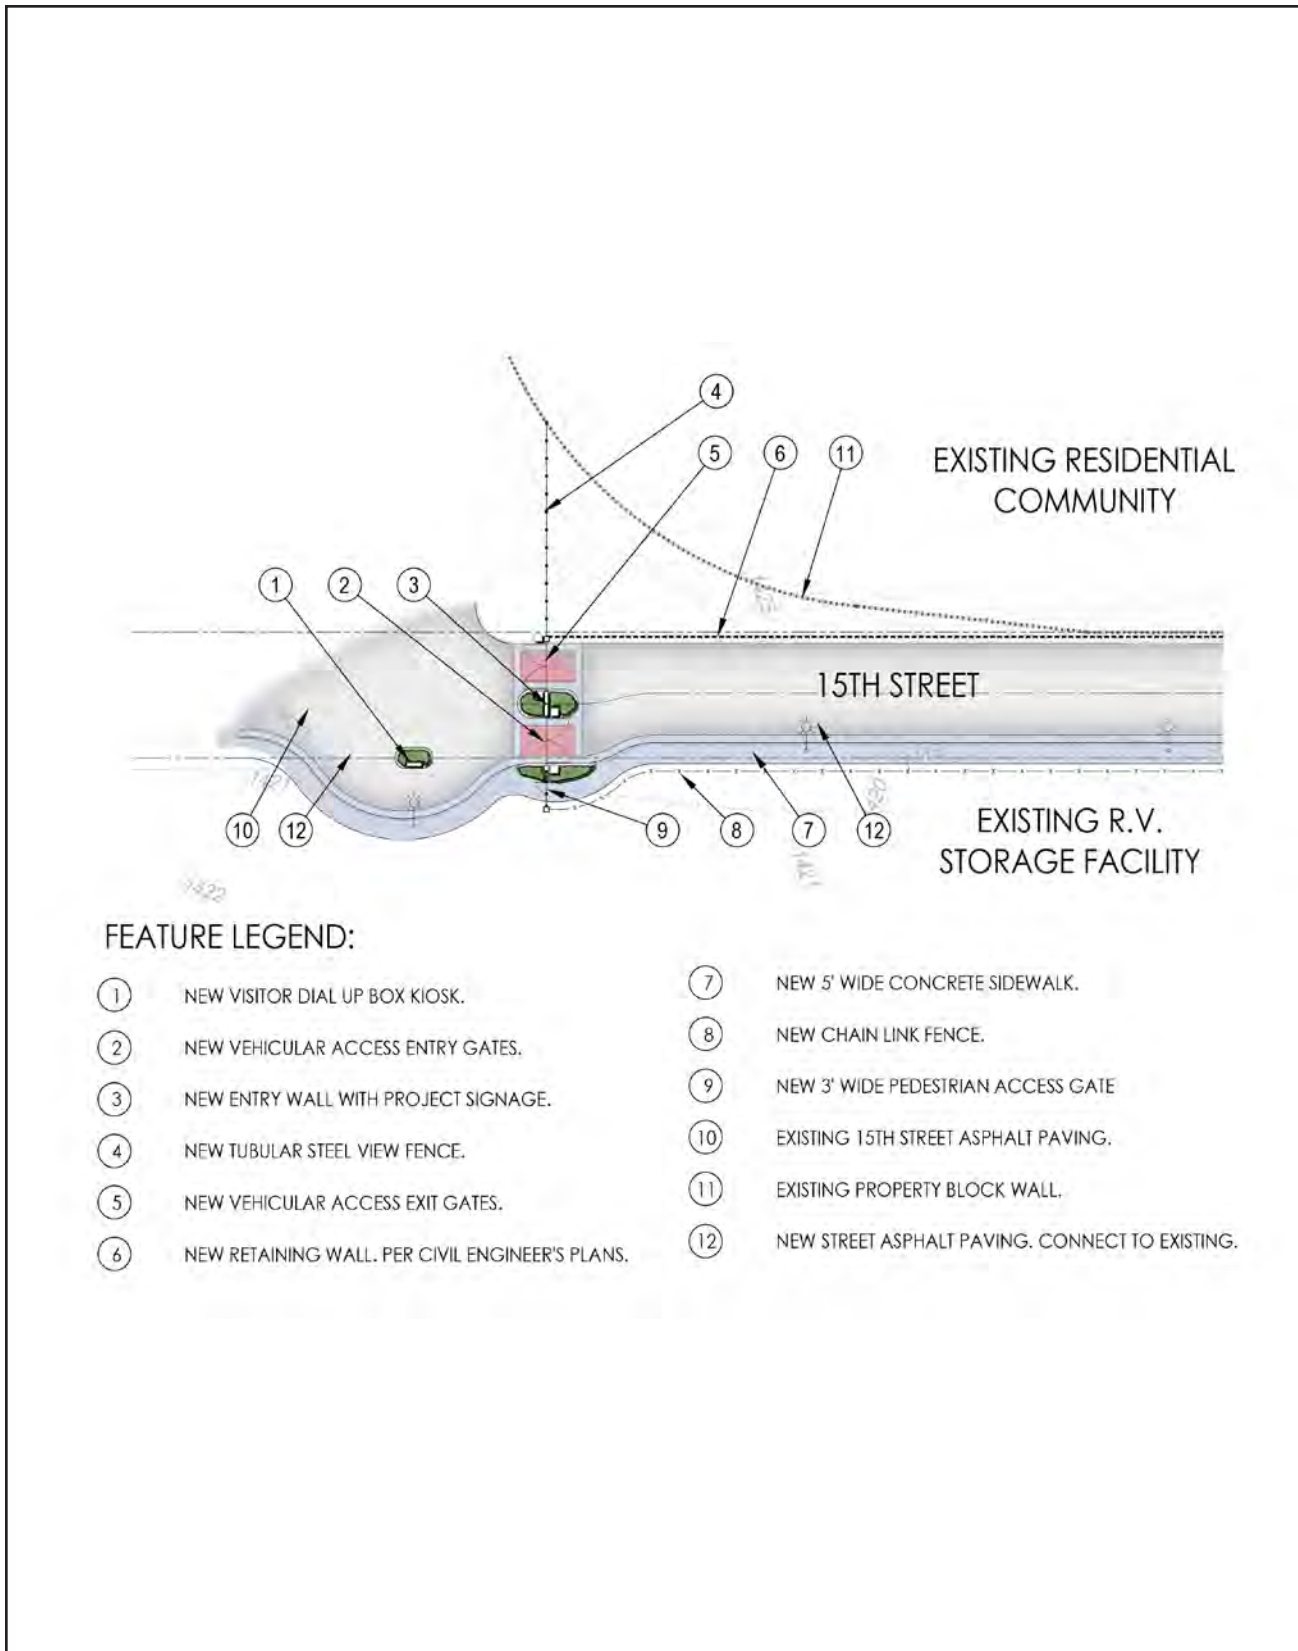 4
5
6
11
EXISTING RESIDENTIAL
COMMUNITY
1
2
3
15TH STREET
10
12
9
8
7
12
1421
EXISTING R.V.
STORAGE FACILITY
1422
FEATURE LEGEND:
1 NEW VISITOR DIAL UP BOX KIOSK.
2 NEW VEHICULAR ACCESS ENTRY GATES.
3 NEW ENTRY WALL WITH PROJECT SIGNAGE.
4 NEW TUBULAR STEEL VIEW FENCE.
5 NEW VEHICULAR ACCESS EXIT GATES.
6 NEW RETAINING WALL. PER CIVIL ENGINEER'S PLANS.
7 NEW 5' WIDE CONCRETE SIDEWALK.
8 NEW CHAIN LINK FENCE.
9 NEW 3' WIDE PEDESTRIAN ACCESS GATE
10 EXISTING 15TH STREET ASPHALT PAVING.
11 EXISTING PROPERTY BLOCK WALL.
12 NEW STREET ASPHALT PAVING. CONNECT TO EXISTING.